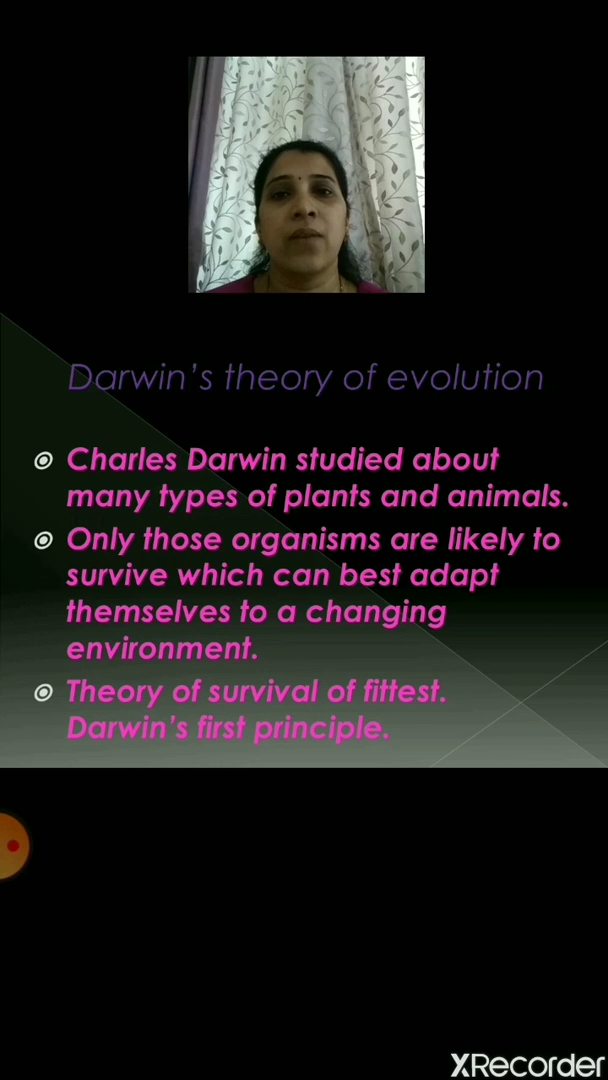 Darwin's theory of evolution
Charles Darwin studied about
many types of plants and animals.
Only those organisms are likely to
survive which can best adapt
themselves to a changing
environment.
Theory of survival of fittest.
Darwin's first principle.
XRecorder